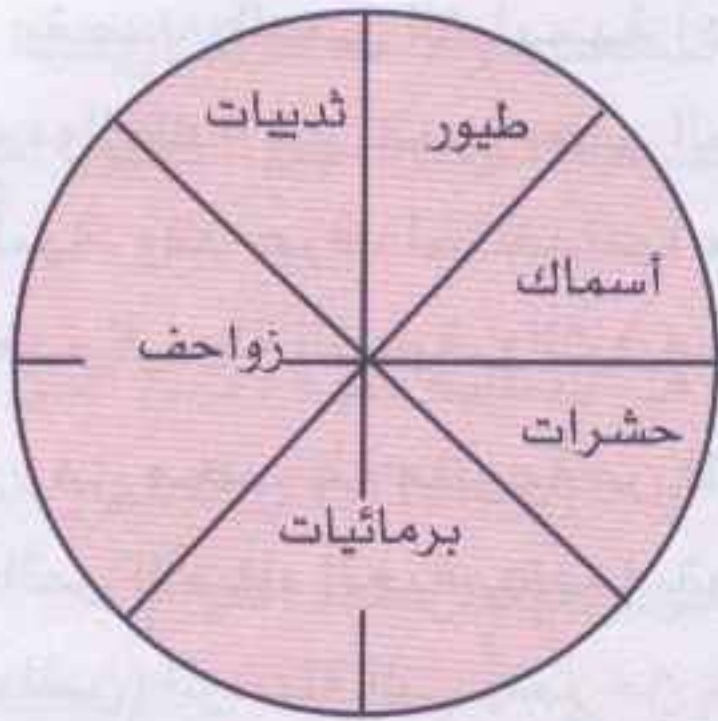 طيور
ثدييات
أسماك
زواحف
حشرات
برمائيات